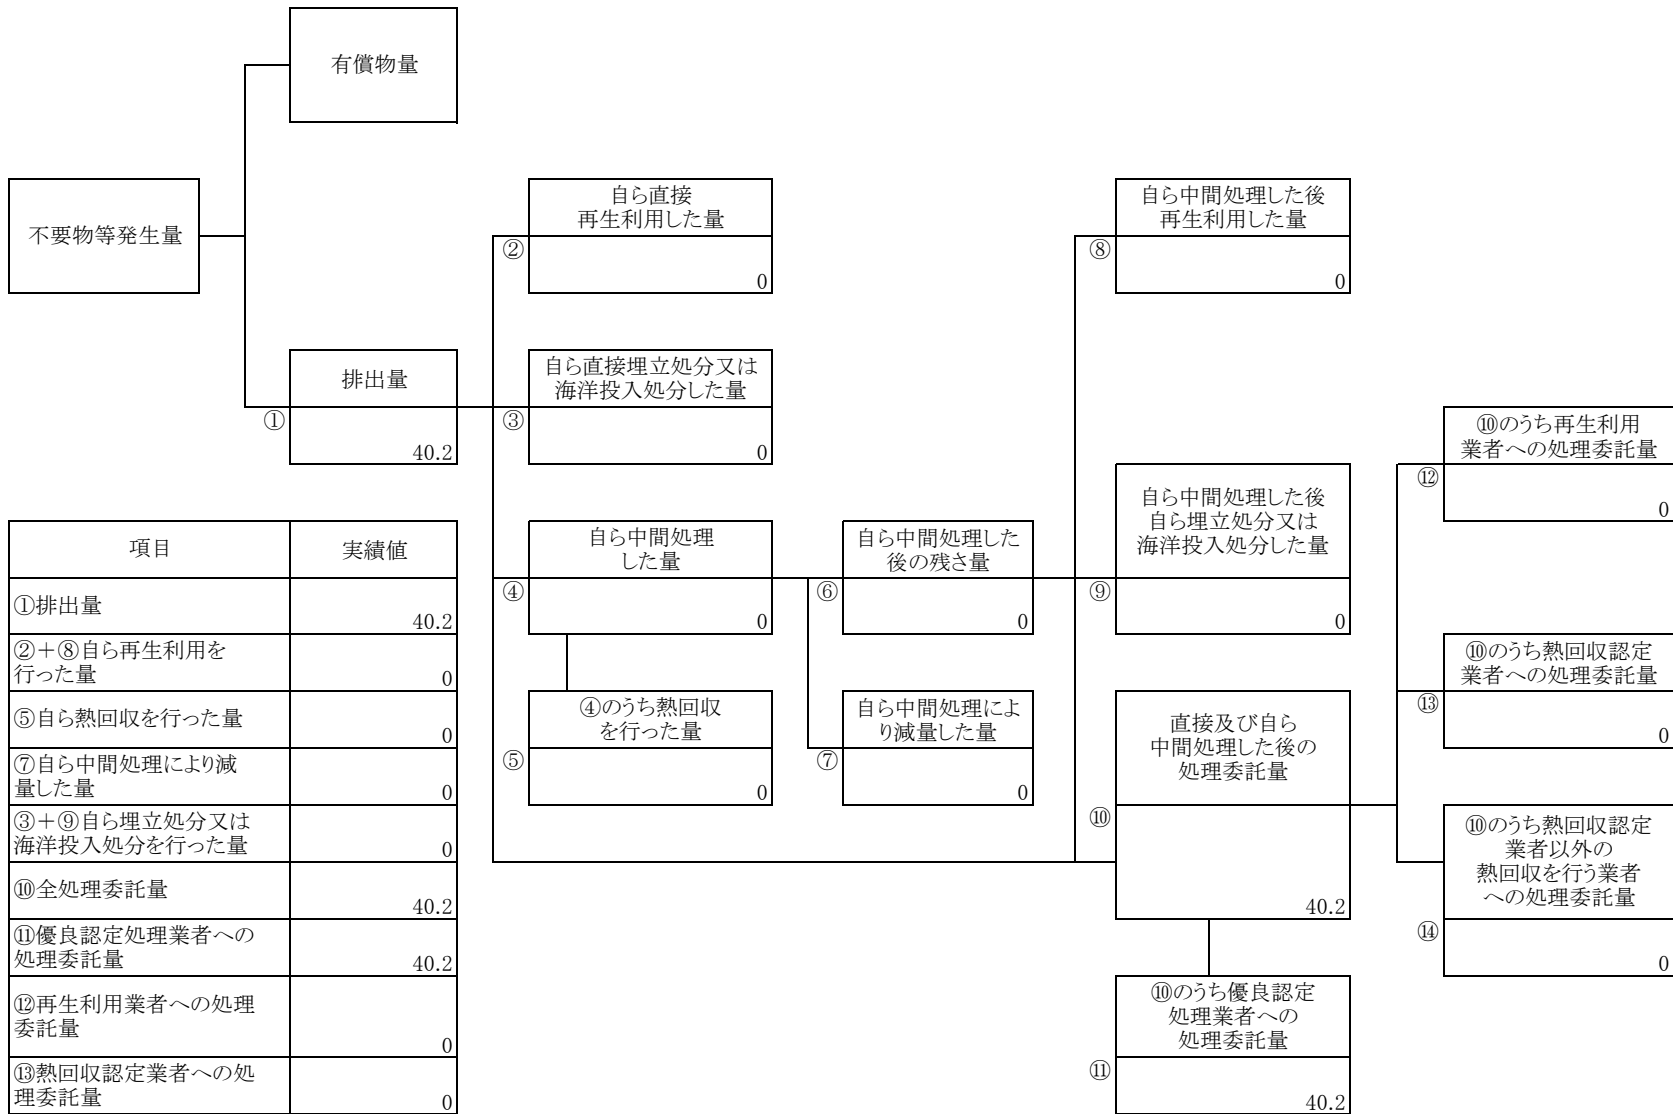 有償物量
不要物等発生量
①
排出量
40.2
②
自ら直接
再生利用した量
0
③
自ら直接埋立処分又は
海洋投入処分した量
0
④
自ら中間処理
した量
0
⑤
④のうち熱回収
を行った量
0
⑥
自ら中間処理した
後の残さ量
0
⑦
自ら中間処理によ
り減量した量
0
⑧
自ら中間処理した後
再生利用した量
0
⑨
自ら中間処理した後
自ら埋立処分又は
海洋投入処分した量
0
⑩
直接及び自ら
中間処理した後の
処理委託量
40.2
⑪
⑩のうち優良認定
処理業者への
処理委託量
40.2
⑫
⑩のうち再生利用
業者への処理委託量
0
⑬
⑩のうち熱回収認定
業者への処理委託量
0
⑭
⑩のうち熱回収認定
業者以外の
熱回収を行う業者
への処理委託量
0
項目 実績値
①排出量
40.2
②＋⑧自ら再生利用を
行った量
0
⑤自ら熱回収を行った量
0
⑦自ら中間処理により減
量した量
0
③＋⑨自ら埋立処分又は
海洋投入処分を行った量
0
⑩全処理委託量
40.2
⑪優良認定処理業者への
処理委託量
40.2
⑫再生利用業者への処理
委託量
0
⑬熱回収認定業者への処
理委託量
0